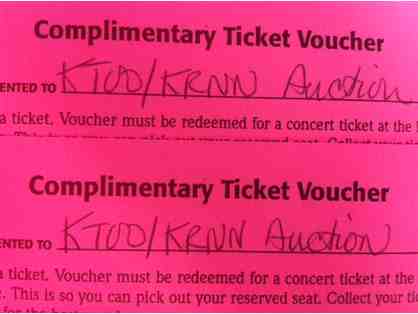 Complimentary Ticket Voucher
ENTED TO KTOO/KRNN Auction
a ticket. Voucher must be redeemed for a concert ticket at the
Complimentary Ticket Voucher
ENTED TO KTOO/KRNN Auction
a ticket. Voucher must be redeemed for a concert ticket at the
. This is so you can pick out your reserved seat. Collect your ti